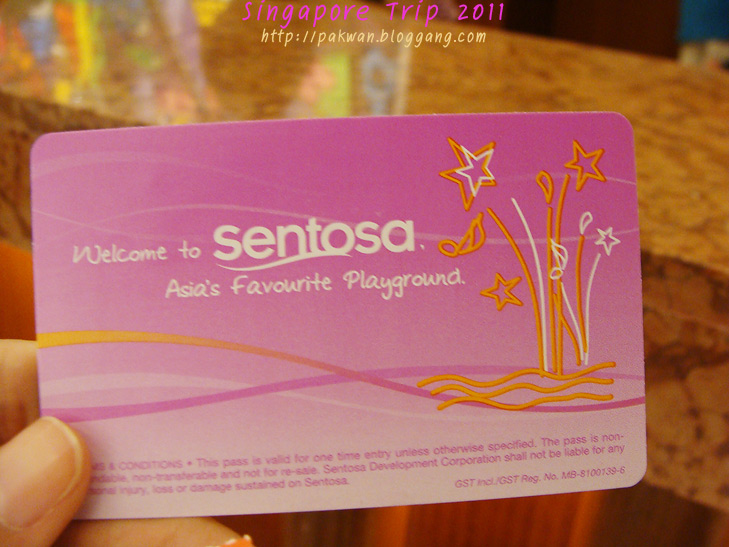 Singapore Trip 2011
http://pakwan.bloggang.com
Welcome to sentosa.
Asia's Favourite Playground.
& CONDITIONS • This pass is valid for one time entry unless otherwise specified. The pass is non-
non-transferable and not for re-sale. Sentosa Development Corporation shall not be liable for any
injury, loss or damage sustained on Sentosa.
GST Incl./GST Reg. No. MB-8100139-6